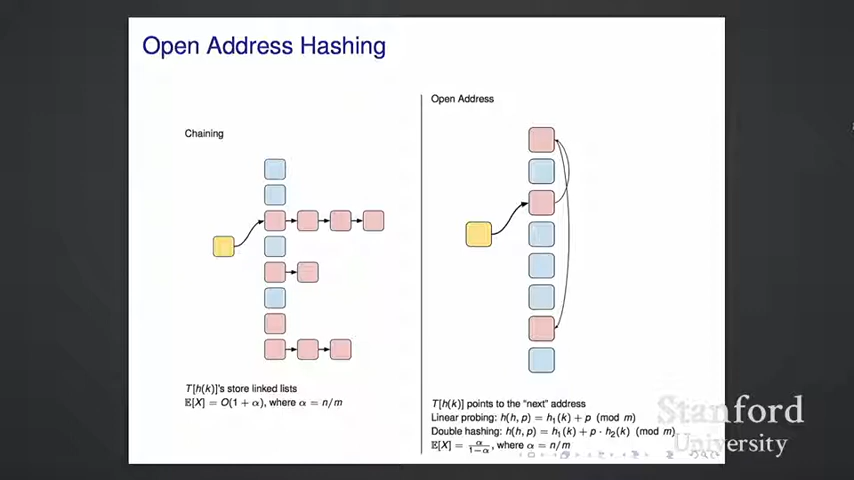 Open Address Hashing
Chaining
T[h(k)]'s store linked lists
𝔼[X] = O(1 + α), where α = n/m
Open Address
T[h(k)] points to the "next" address
Linear probing: h(h, p) = h₁(k) + p (mod m)
Double hashing: h(h, p) = h₁(k) + p · h₂(k) (mod m)
𝔼[X] = α/1−α, where α = n/m
Stanford
University